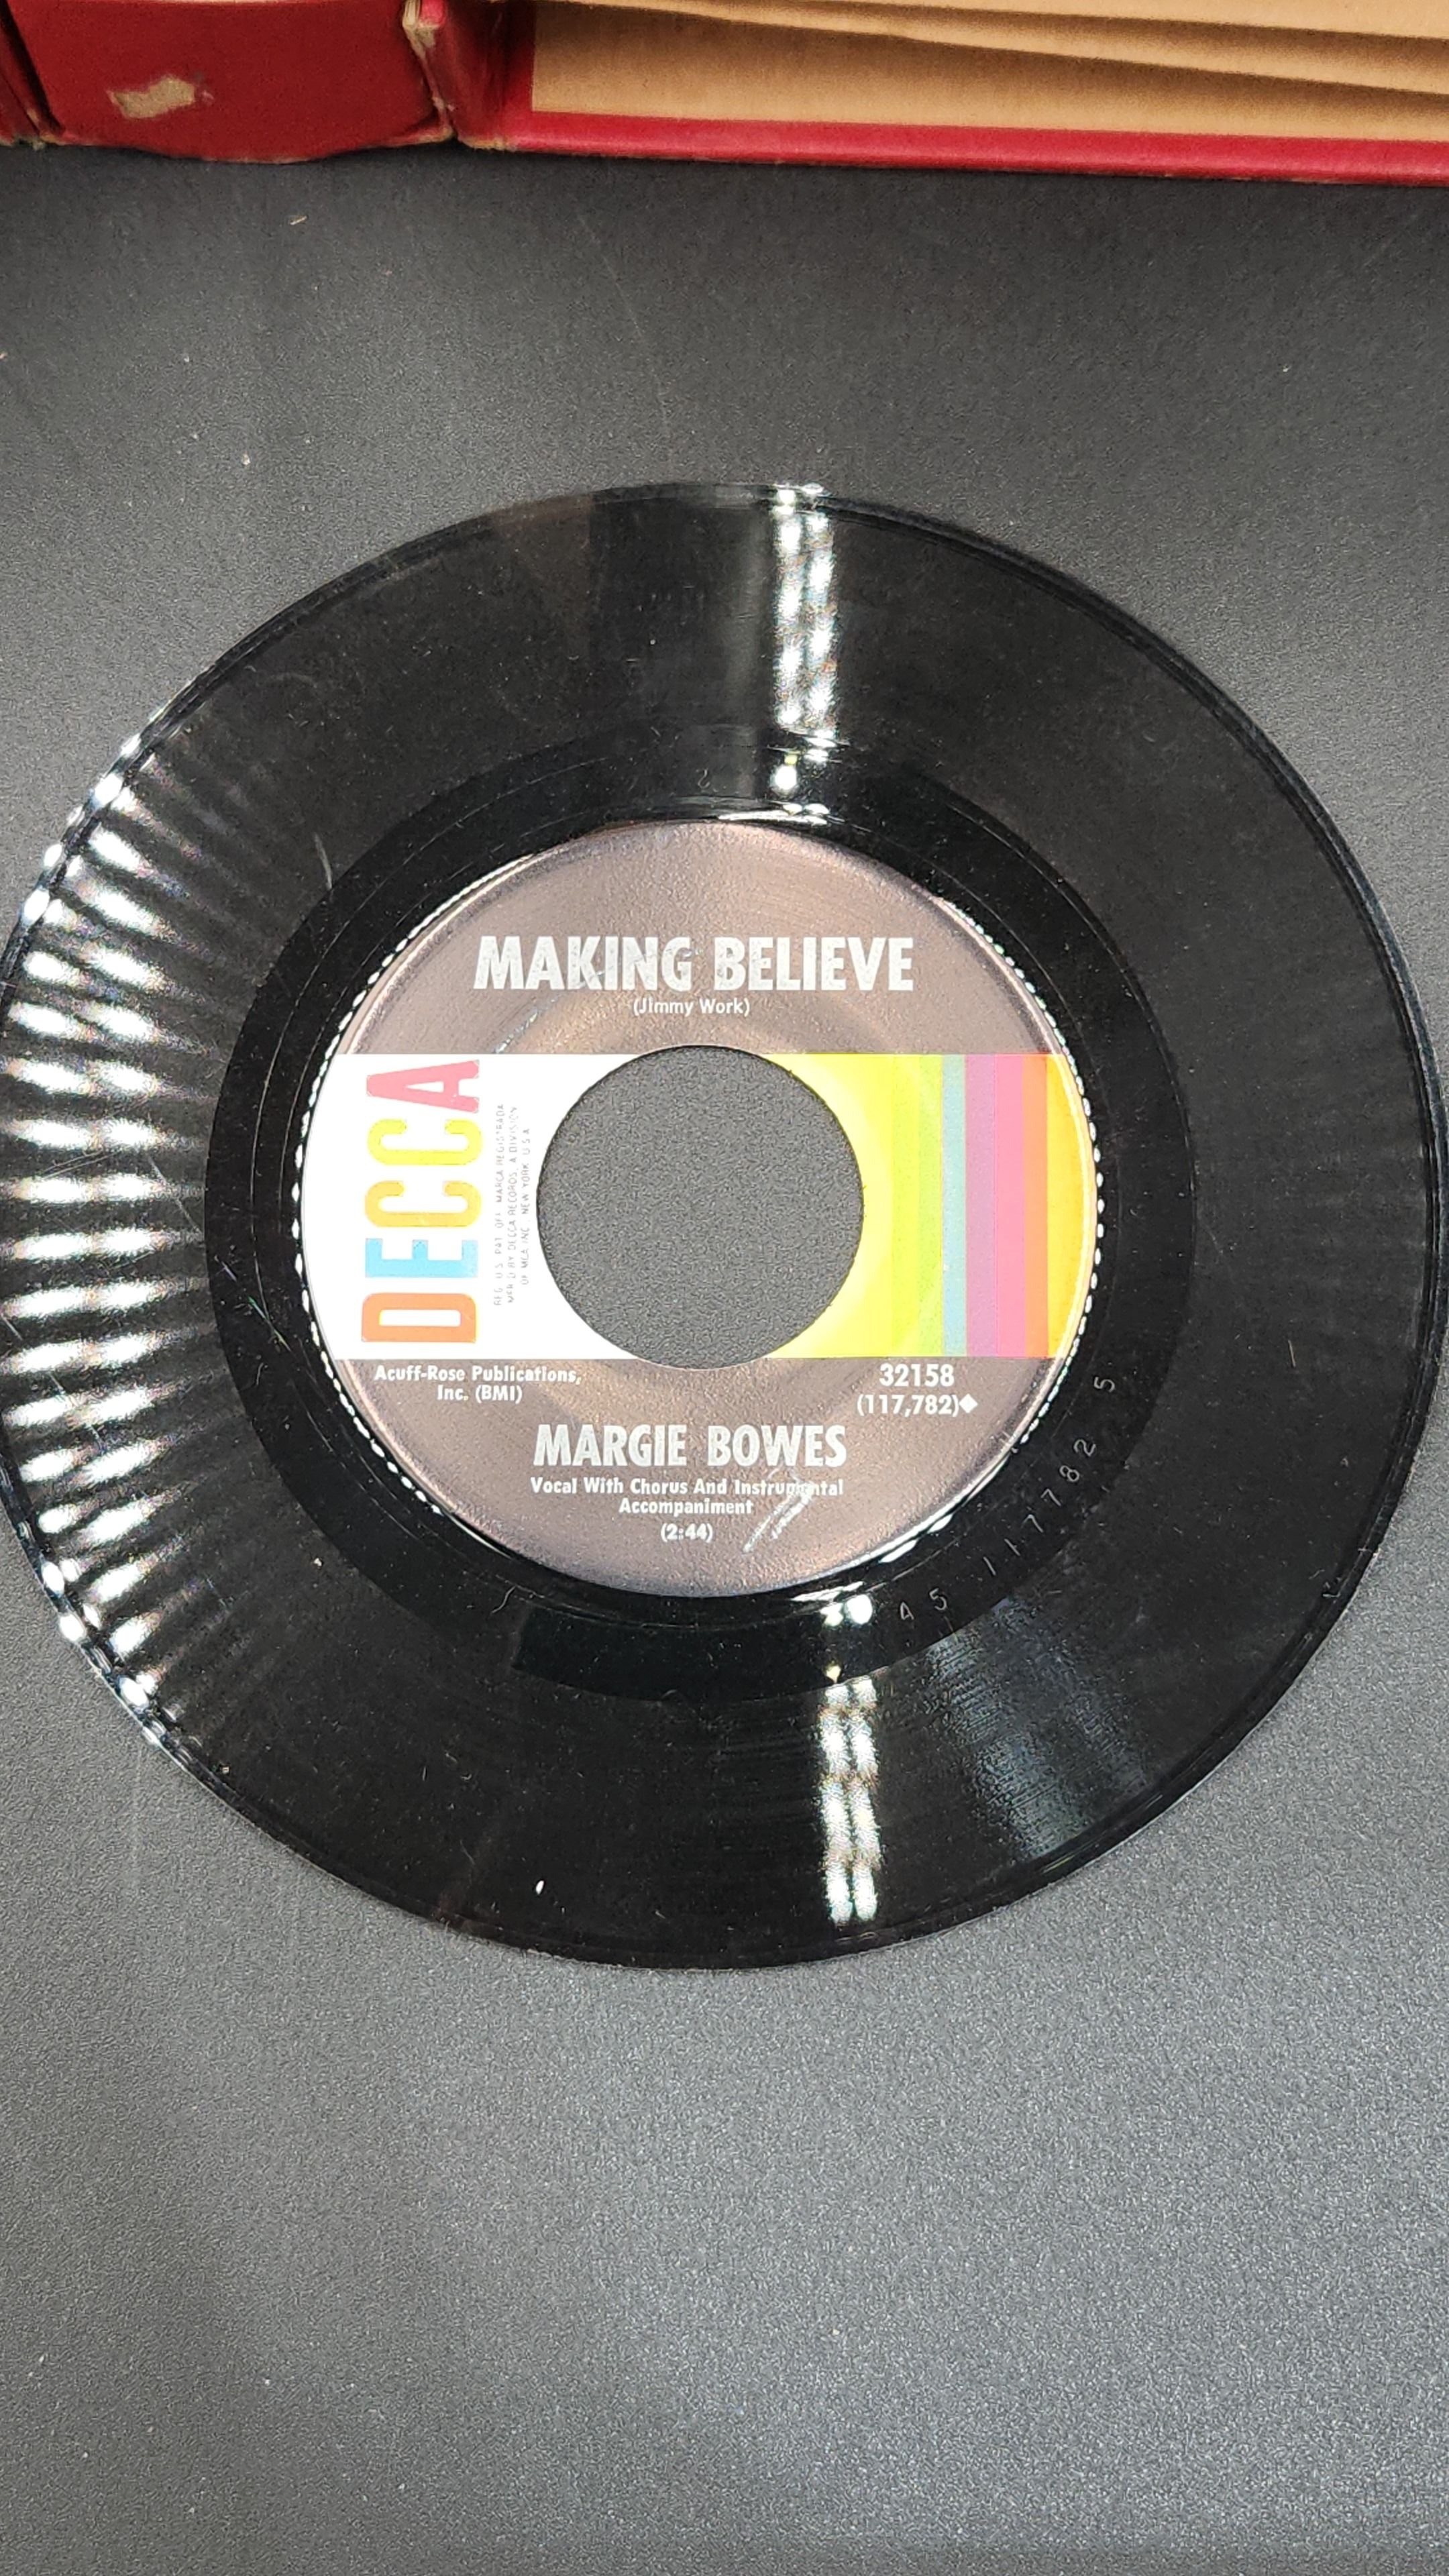 MAKING BELIEVE
(Jimmy Work)
DECCA
REG. U.S. PAT. OFF. MARCA REGISTRADA
MFR'D BY DECCA RECORDS, A DIVISION
OF MCA INC., NEW YORK, U.S.A.
Acuff-Rose Publications,
Inc. (BMI)
32158
(117,782)◆
MARGIE BOWES
Vocal With Chorus And Instrumental
Accompaniment
(2:44)
45 117782 5